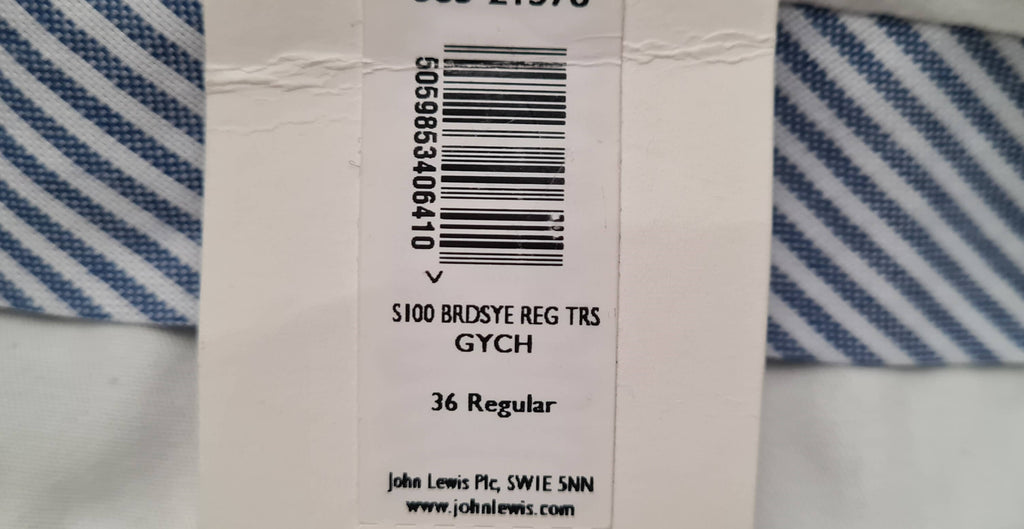 5059853406410 >
S100 BRDSYE REG TRS
GYCH
36 Regular
John Lewis Plc, SW1E 5NN
www.johnlewis.com